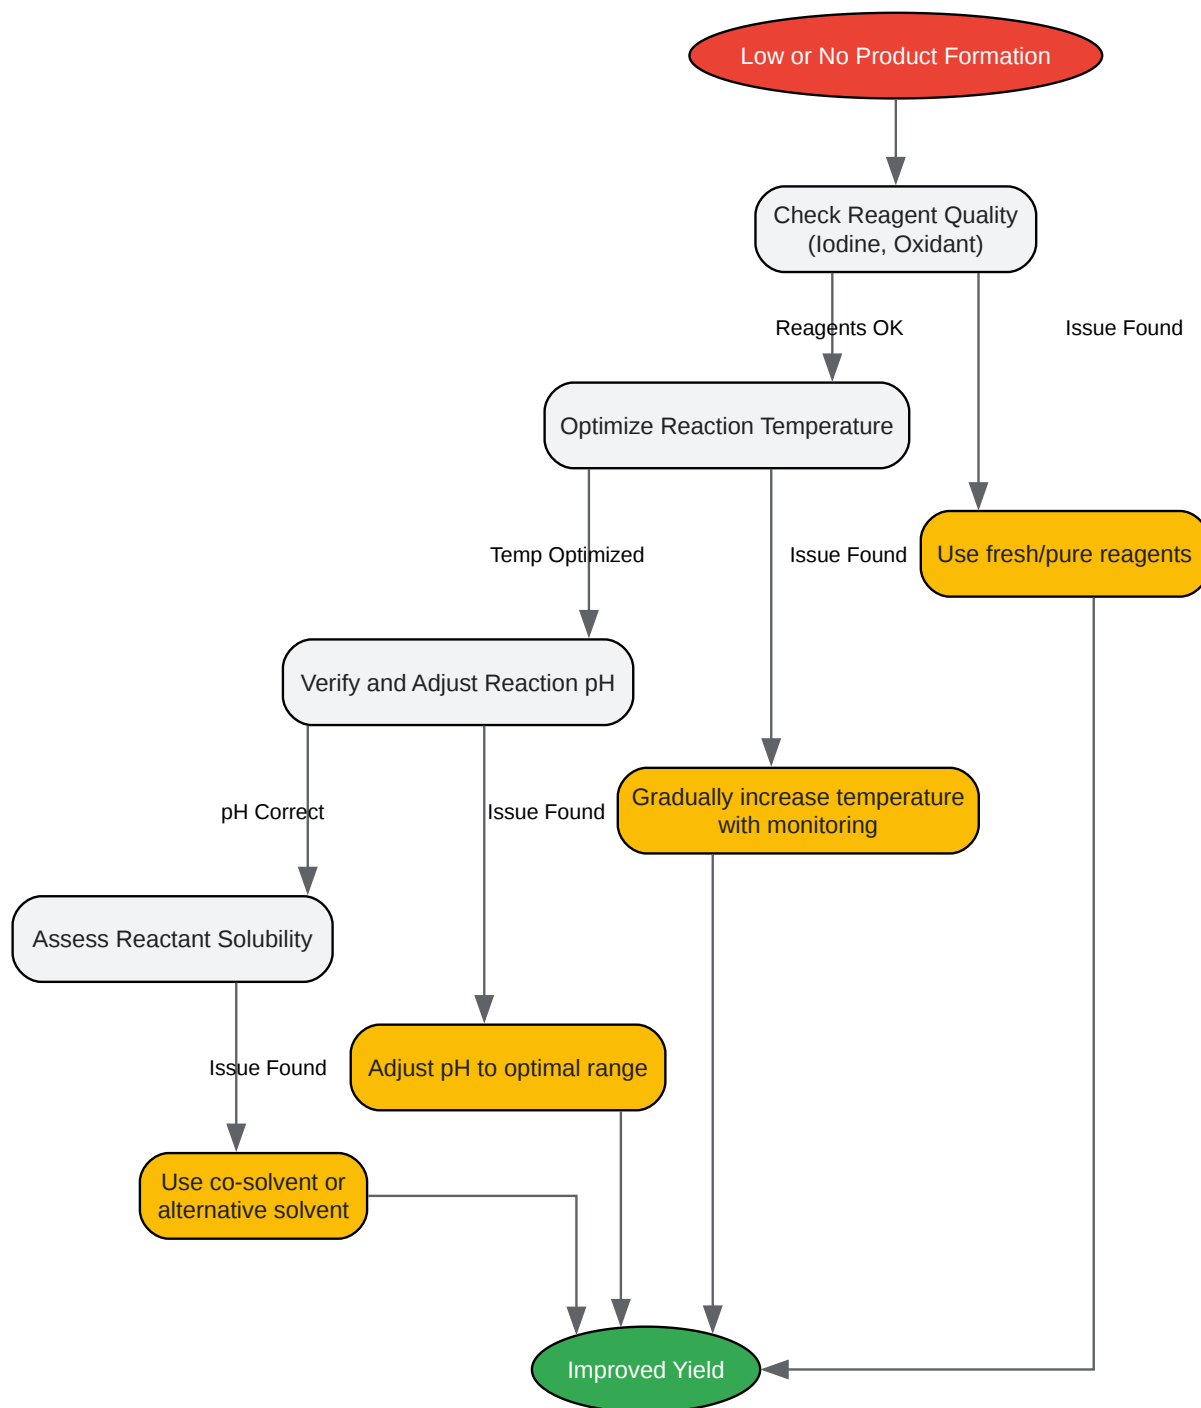 Low or No Product Formation
Check Reagent Quality
(Iodine, Oxidant)
Reagents OK
Issue Found
Optimize Reaction Temperature
Temp Optimized
Issue Found
Use fresh/pure reagents
Verify and Adjust Reaction pH
Gradually increase temperature
with monitoring
pH Correct
Issue Found
Assess Reactant Solubility
Issue Found
Adjust pH to optimal range
Use co-solvent or
alternative solvent
Improved Yield